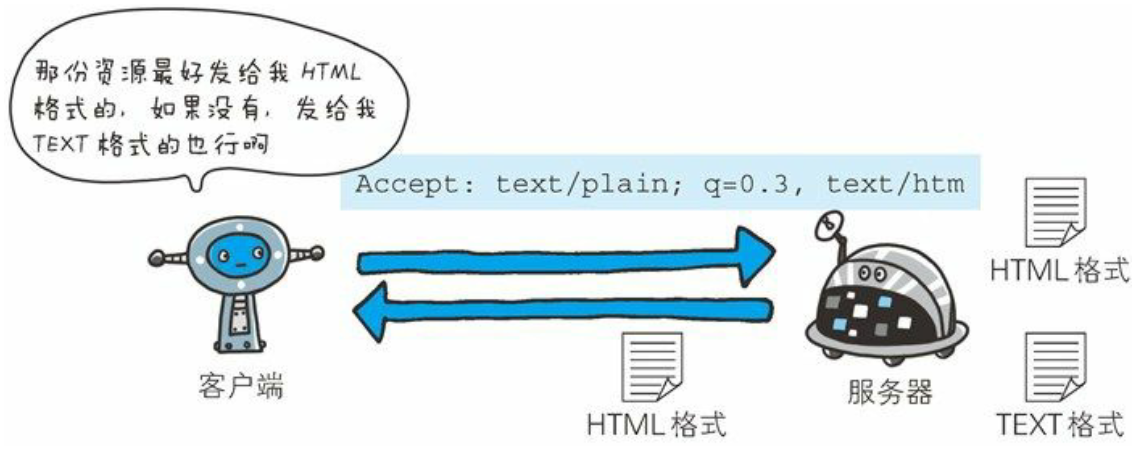 那份资源最好发给我 HTML
格式的, 如果没有, 发给我
TEXT 格式的也行啊
Accept: text/plain; q=0.3, text/htm
HTML 格式
客户端
服务器
HTML 格式
TEXT 格式